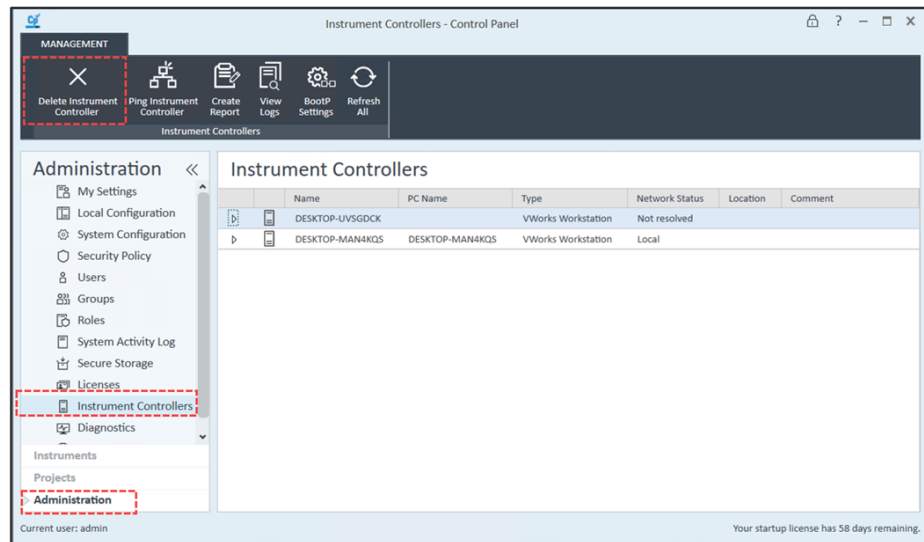 Instrument Controllers - Control Panel
?
MANAGEMENT
Delete Instrument
Controller
Ping Instrument
Controller
Create
Report
View
Logs
BootP
Settings
Refresh
All
Instrument Controllers
Administration
My Settings
Local Configuration
System Configuration
Security Policy
Users
Groups
Roles
System Activity Log
Secure Storage
Licenses
Instrument Controllers
Diagnostics
Instruments
Projects
Administration
Instrument Controllers
Name PC Name Type Network Status Location Comment
DESKTOP-UVSGDCK VWorks Workstation Not resolved
DESKTOP-MAN4KQS DESKTOP-MAN4KQS VWorks Workstation Local
Current user: admin
Your startup license has 58 days remaining.